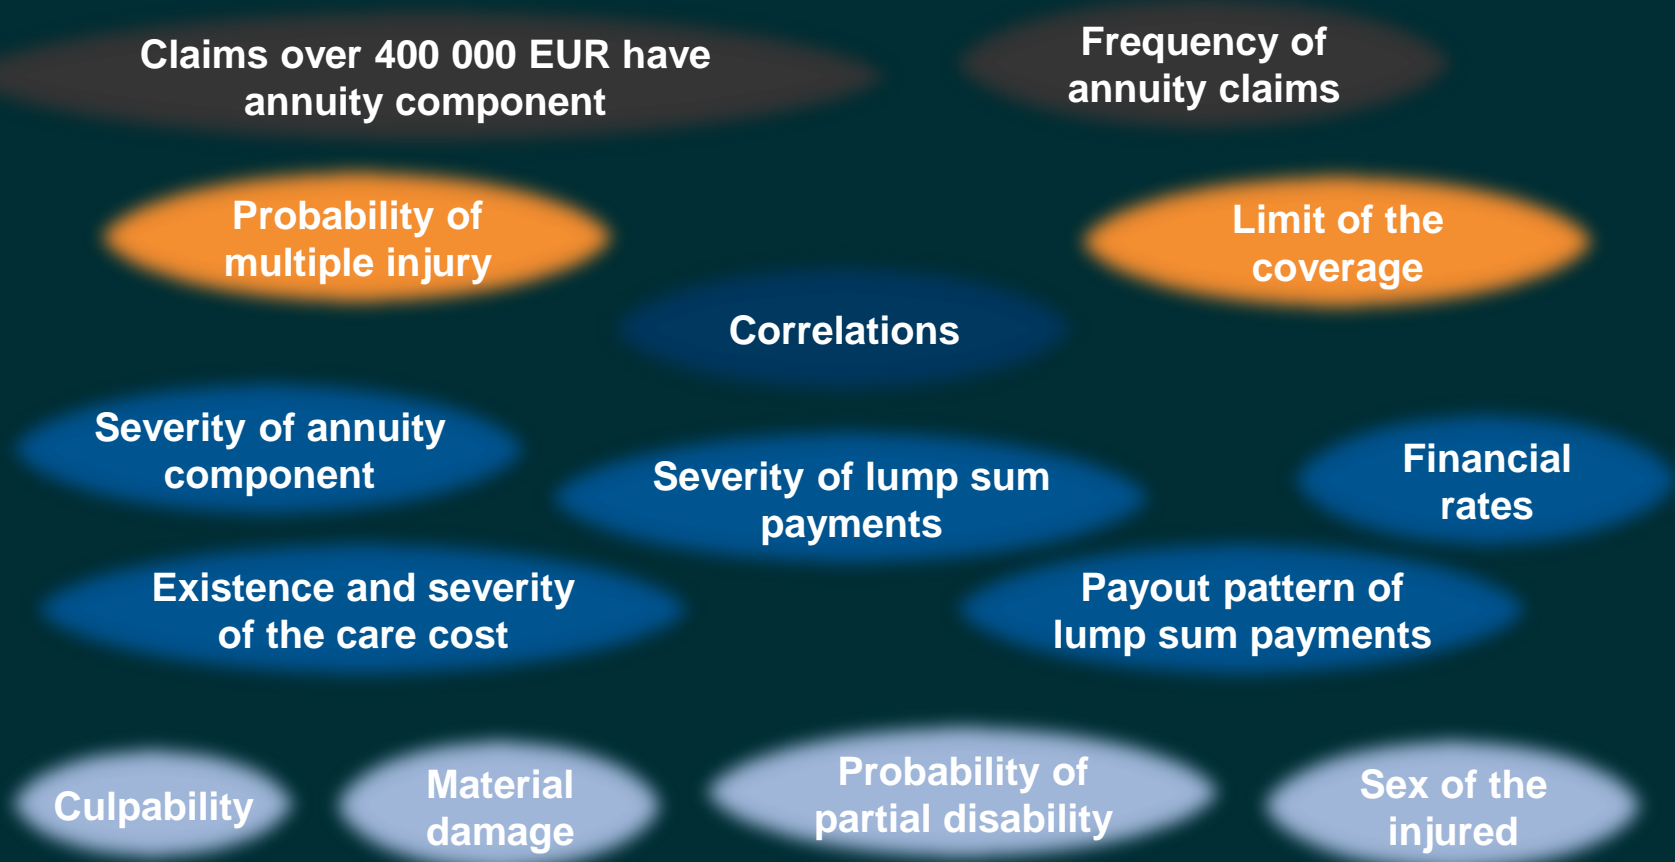 Claims over 400 000 EUR have
annuity component
Frequency of
annuity claims
Probability of
multiple injury
Limit of the
coverage
Correlations
Severity of annuity
component
Severity of lump sum
payments
Financial
rates
Existence and severity
of the care cost
Payout pattern of
lump sum payments
Culpability
Material
damage
Probability of
partial disability
Sex of the
injured